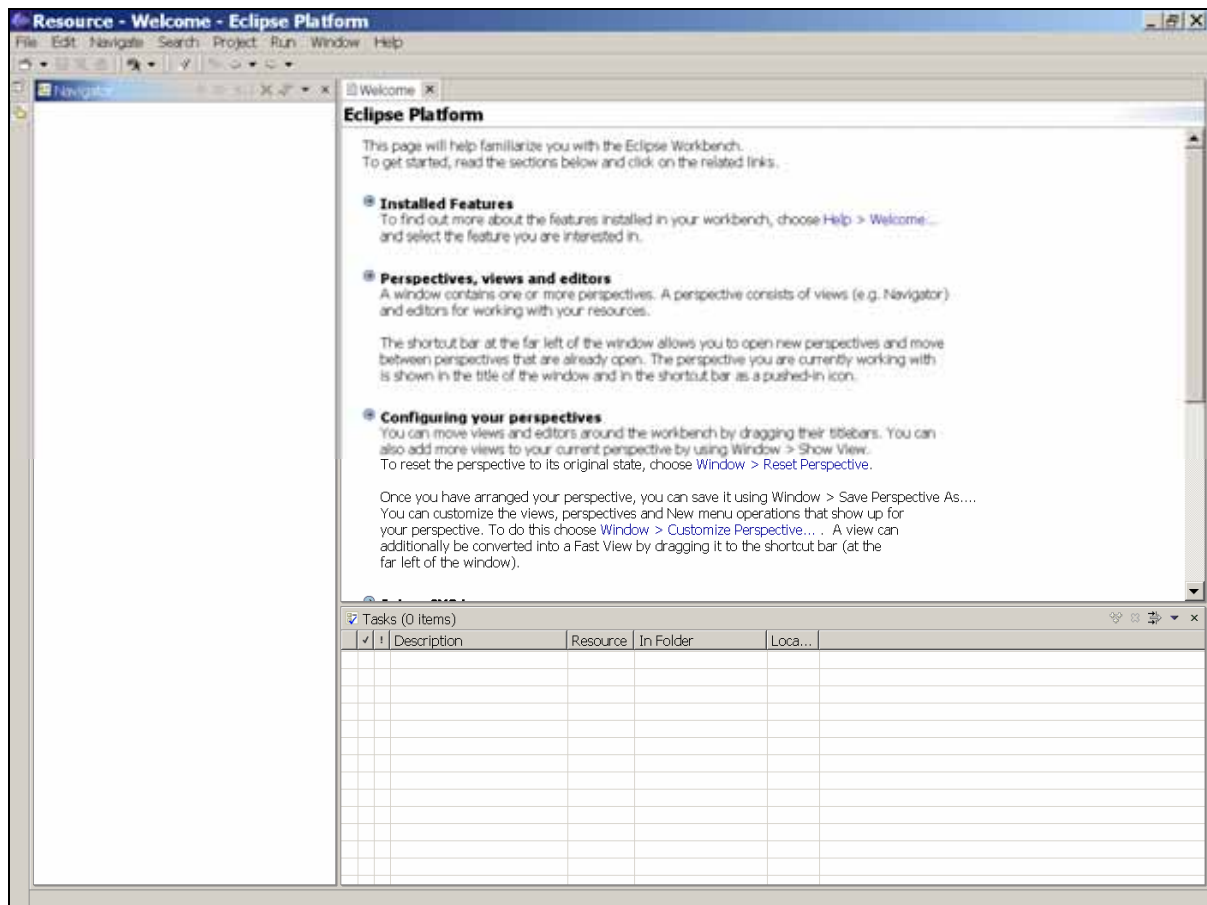 Resource - Welcome - Eclipse Platform
File Edit Navigate Search Project Run Window Help
Navigator
Welcome
Eclipse Platform
This page will help familiarize you with the Eclipse Workbench.
To get started, read the sections below and click on the related links.
Installed Features
To find out more about the features installed in your workbench, choose Help > Welcome...
and select the feature you are interested in.
Perspectives, views and editors
A window contains one or more perspectives. A perspective consists of views (e.g. Navigator)
and editors for working with your resources.
The shortcut bar at the far left of the window allows you to open new perspectives and move
between perspectives that are already open. The perspective you are currently working with
is shown in the title of the window and in the shortcut bar as a pushed-in icon.
Configuring your perspectives
You can move views and editors around the workbench by dragging their titlebars. You can
also add more views to your current perspective by using Window > Show View.
To reset the perspective to its original state, choose Window > Reset Perspective.
Once you have arranged your perspective, you can save it using Window > Save Perspective As....
You can customize the views, perspectives and New menu operations that show up for
your perspective. To do this choose Window > Customize Perspective... . A view can
additionally be converted into a Fast View by dragging it to the shortcut bar (at the
far left of the window).
Tasks (0 items)
! Description Resource In Folder Loca...